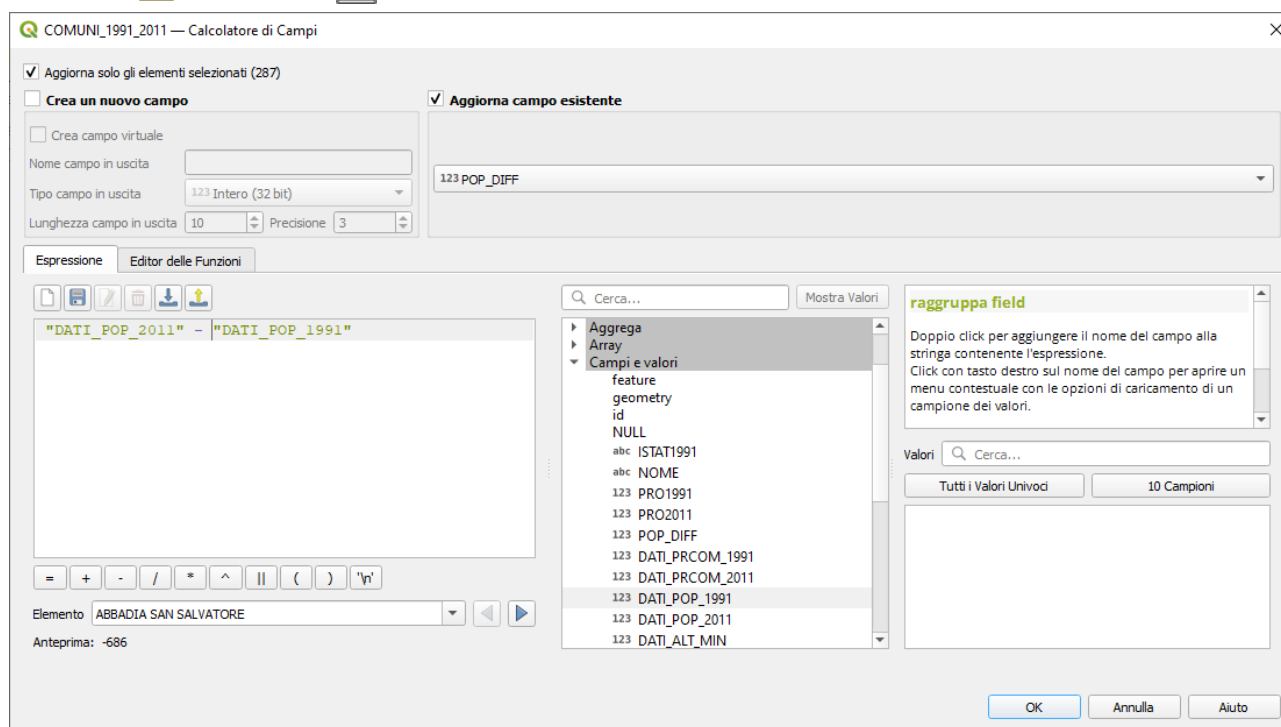 COMUNI_1991_2011 — Calcolatore di Campi
Aggiorna solo gli elementi selezionati (287)
Crea un nuovo campo
Aggiorna campo esistente
Crea campo virtuale
Nome campo in uscita
Tipo campo in uscita 123 Intero (32 bit)
Lunghezza campo in uscita 10 Precisione 3
123 POP_DIFF
Espressione Editor delle Funzioni
"DATI_POP_2011" - "DATI_POP_1991"
= + - / * ^ || ( ) '\n'
Elemento ABBADIA SAN SALVATORE
Anteprima: -686
Cerca... Mostra Valori
Aggrega
Array
Campi e valori
feature
geometry
id
NULL
abc ISTAT1991
abc NOME
123 PRO1991
123 PRO2011
123 POP_DIFF
123 DATI_PRCOM_1991
123 DATI_PRCOM_2011
123 DATI_POP_1991
123 DATI_POP_2011
123 DATI_ALT_MIN
raggruppa field
Doppio click per aggiungere il nome del campo alla
stringa contenente l'espressione.
Click con tasto destro sul nome del campo per aprire un
menu contestuale con le opzioni di caricamento di un
campione dei valori.
Valori Cerca...
Tutti i Valori Univoci 10 Campioni
OK Annulla Aiuto